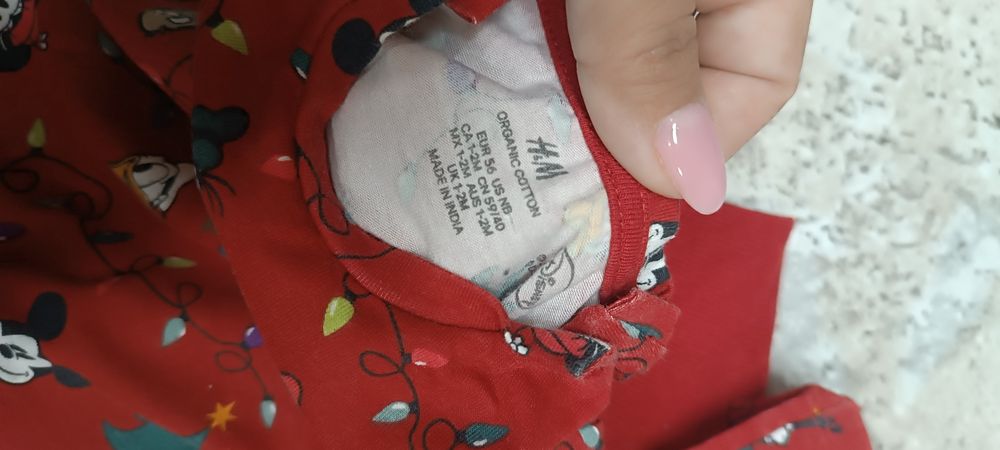 H&M
ORGANIC COTTON
EUR 56 US NB
CA 1-2M CN 59/40
MX 1-2M AUS 1-2M
UK 1-2M
MADE IN INDIA
Disney